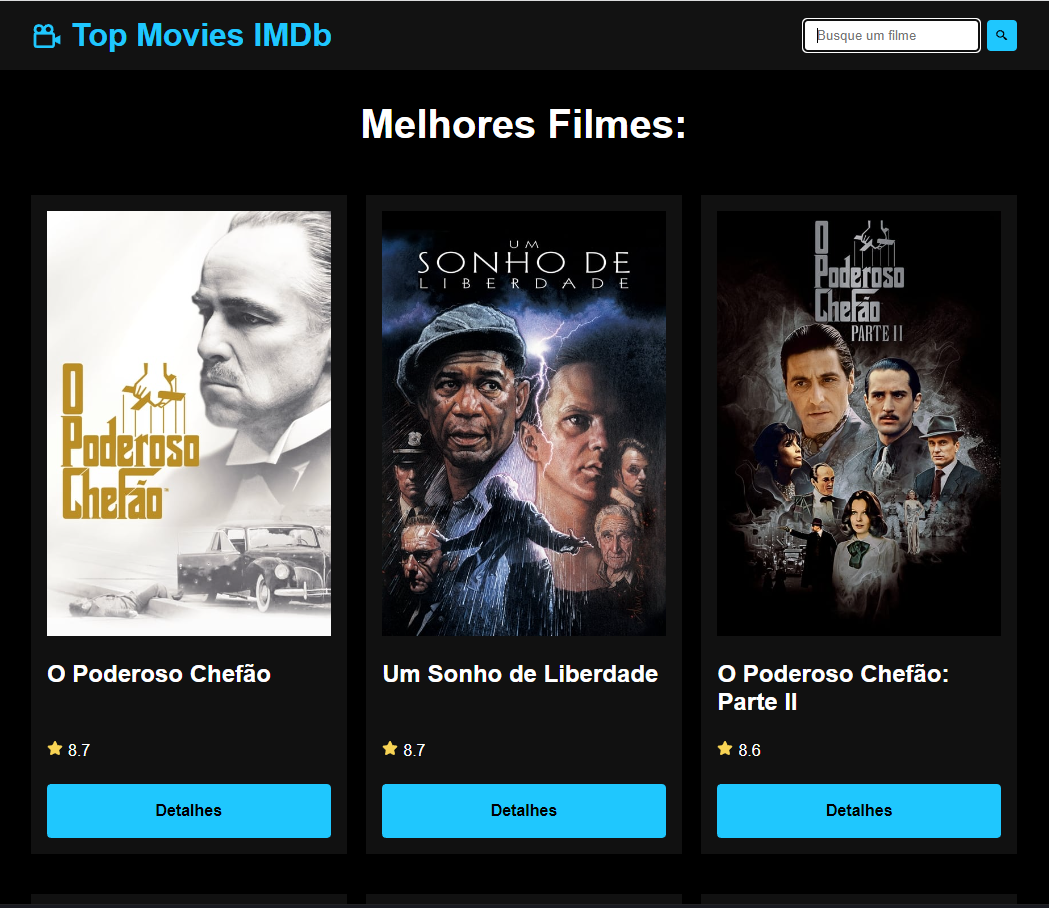 Top Movies IMDb
Busque um filme
Melhores Filmes:
O
Poderoso
Chefão
UM
SONHO DE
LIBERDADE
O
Poderoso
Chefão
PARTE II
O Poderoso Chefão
Um Sonho de Liberdade
O Poderoso Chefão:
Parte II
8.7
8.7
8.6
Detalhes
Detalhes
Detalhes